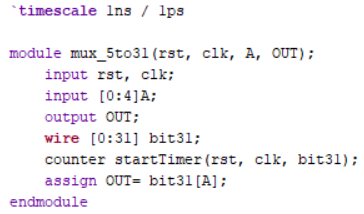 `timescale 1ns / 1ps
module mux_5to31(rst, clk, A, OUT);
input rst, clk;
input [0:4]A;
output OUT;
wire [0:31] bit31;
counter startTimer(rst, clk, bit31);
assign OUT= bit31[A];
endmodule